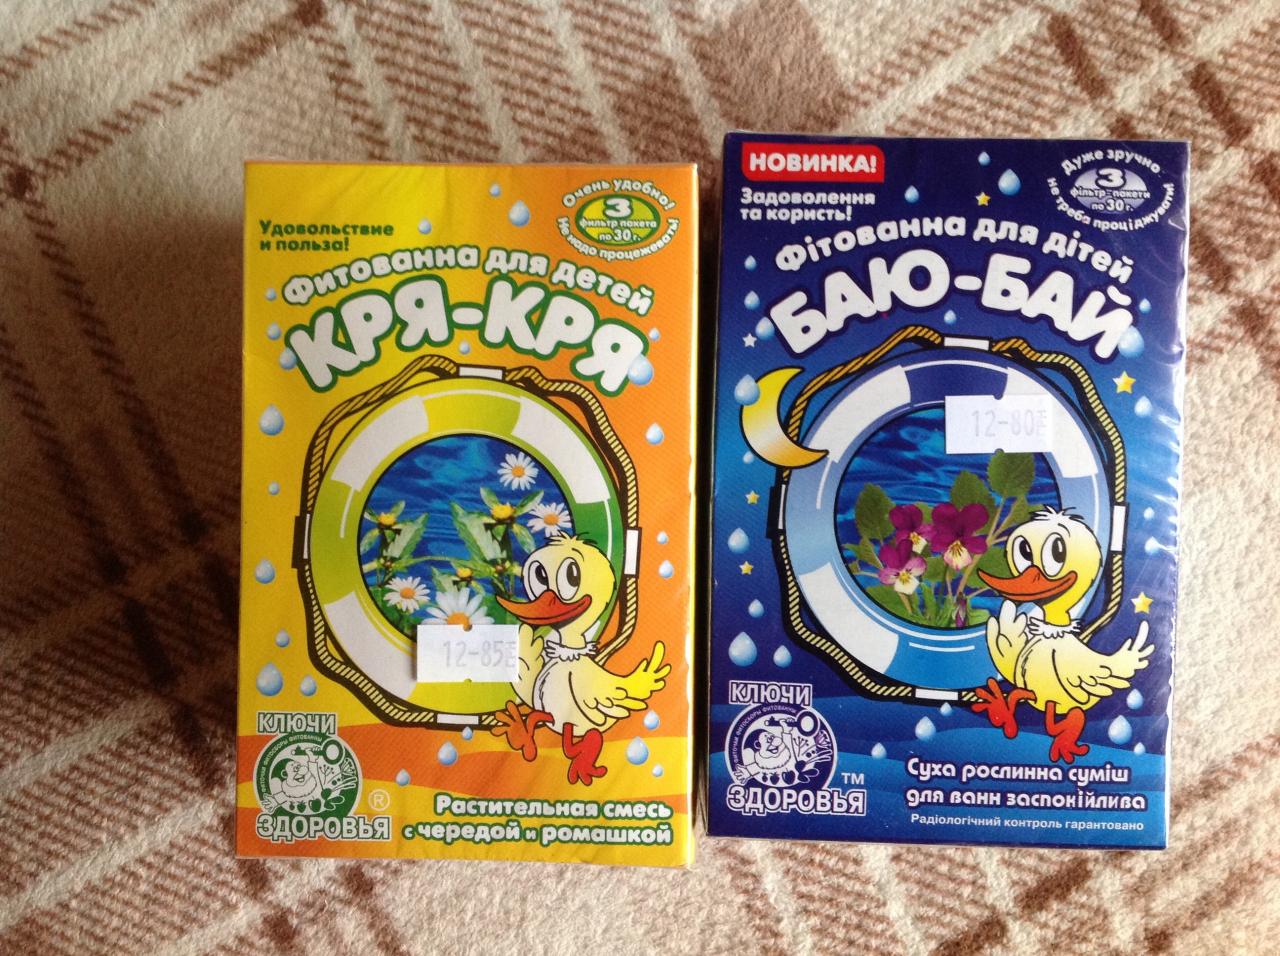 Удовольствие
и польза!
Очень удобно!
3
фильтр пакета
по 30 г.
Не надо процеживать!
Фитованна для детей
КРЯ-КРЯ
12-85
КЛЮЧИ
ЗДОРОВЬЯ
®
Растительная смесь
с чередой и ромашкой
НОВИНКА!
Задоволення
та користь!
Дуже зручно
3
фільтр-пакети
по 30г.
не треба проціджувати!
Фітованна для дітей
БАЮ-БАЙ
12-80
КЛЮЧИ
ЗДОРОВЬЯ
™
Суха рослинна суміш
для ванн заспокійлива
Радіологічний контроль гарантовано